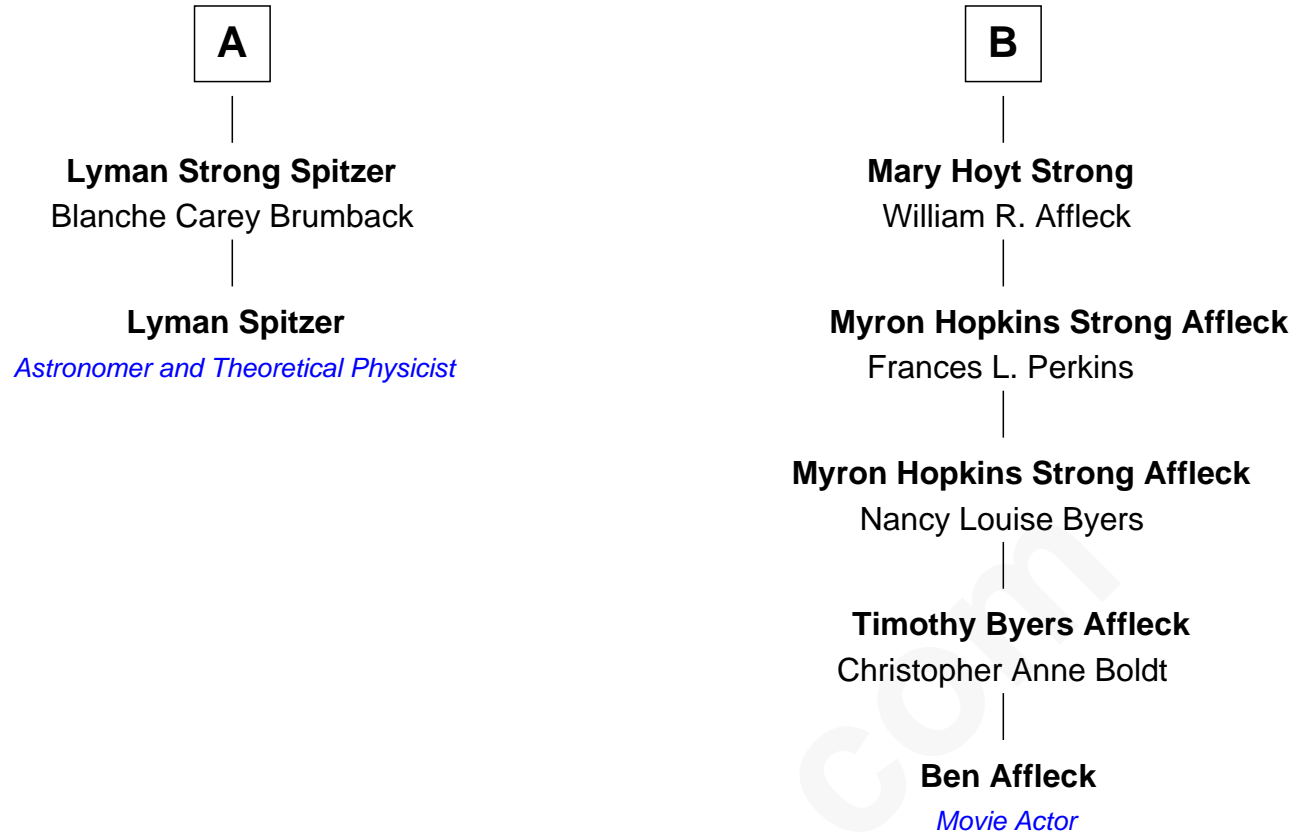 A
Lyman Strong Spitzer
Blanche Carey Brumback
Lyman Spitzer
Astronomer and Theoretical Physicist
B
Mary Hoyt Strong
William R. Affleck
Myron Hopkins Strong Affleck
Frances L. Perkins
Myron Hopkins Strong Affleck
Nancy Louise Byers
Timothy Byers Affleck
Christopher Anne Boldt
Ben Affleck
Movie Actor
com